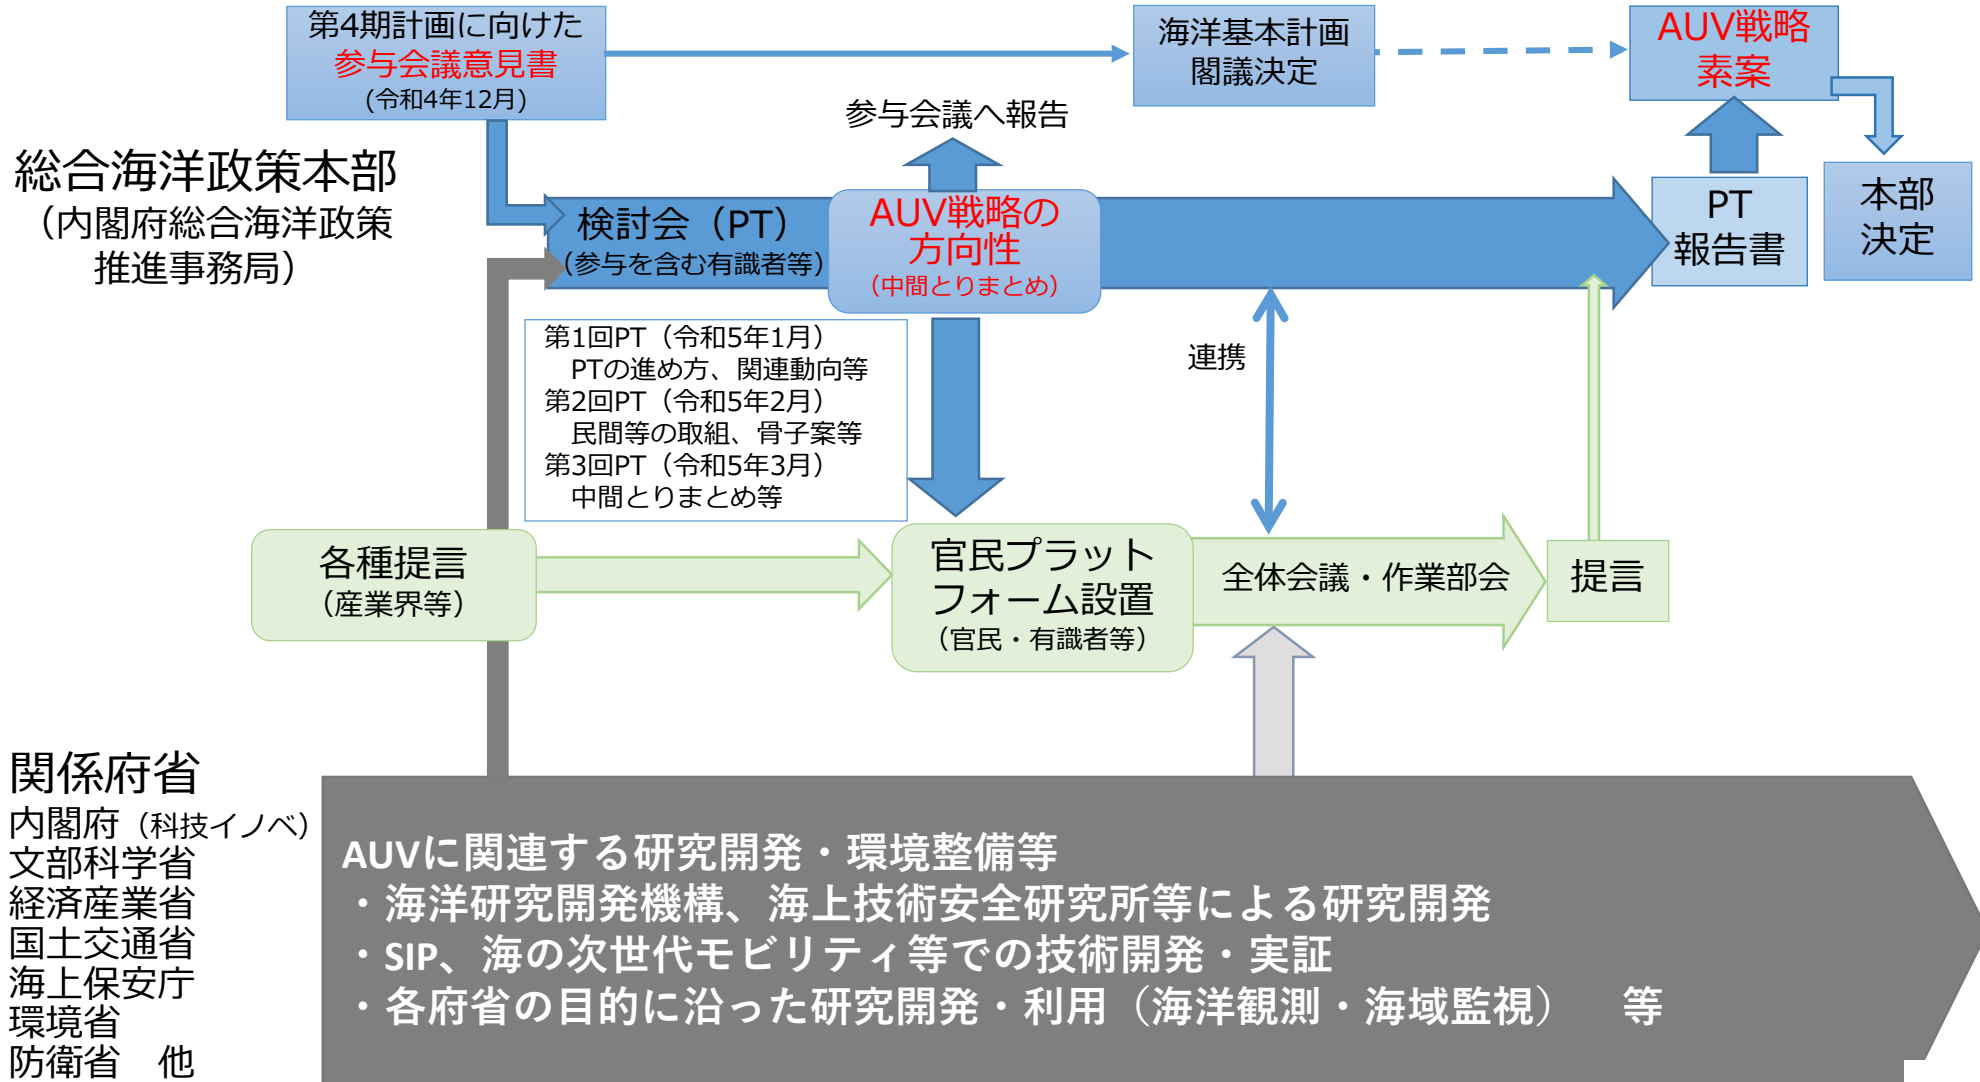 第4期計画に向けた
参与会議意見書
(令和4年12月)
海洋基本計画
閣議決定
AUV戦略
素案
参与会議へ報告
総合海洋政策本部
（内閣府総合海洋政策
推進事務局）
検討会（PT）
（参与を含む有識者等）
AUV戦略の
方向性
（中間とりまとめ）
PT
報告書
本部
決定
第1回PT（令和5年1月）
PTの進め方、関連動向等
第2回PT（令和5年2月）
民間等の取組、骨子案等
第3回PT（令和5年3月）
中間とりまとめ等
連携
各種提言
（産業界等）
官民プラット
フォーム設置
（官民・有識者等）
全体会議・作業部会
提言
関係府省
内閣府（科技イノベ）
文部科学省
経済産業省
国土交通省
海上保安庁
環境省
防衛省　他
AUVに関連する研究開発・環境整備等
・海洋研究開発機構、海上技術安全研究所等による研究開発
・SIP、海の次世代モビリティ等での技術開発・実証
・各府省の目的に沿った研究開発・利用（海洋観測・海域監視）　等